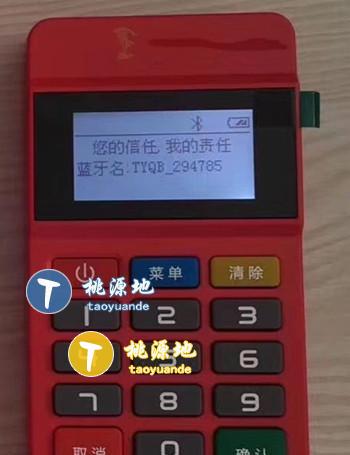 您的信任,我的责任
蓝牙名:TYQB_294785
菜单
清除
T 桃源地
taoyuande
1
2
3
T 桃源地
taoyuande
6
7
8
9
取消
0
确认